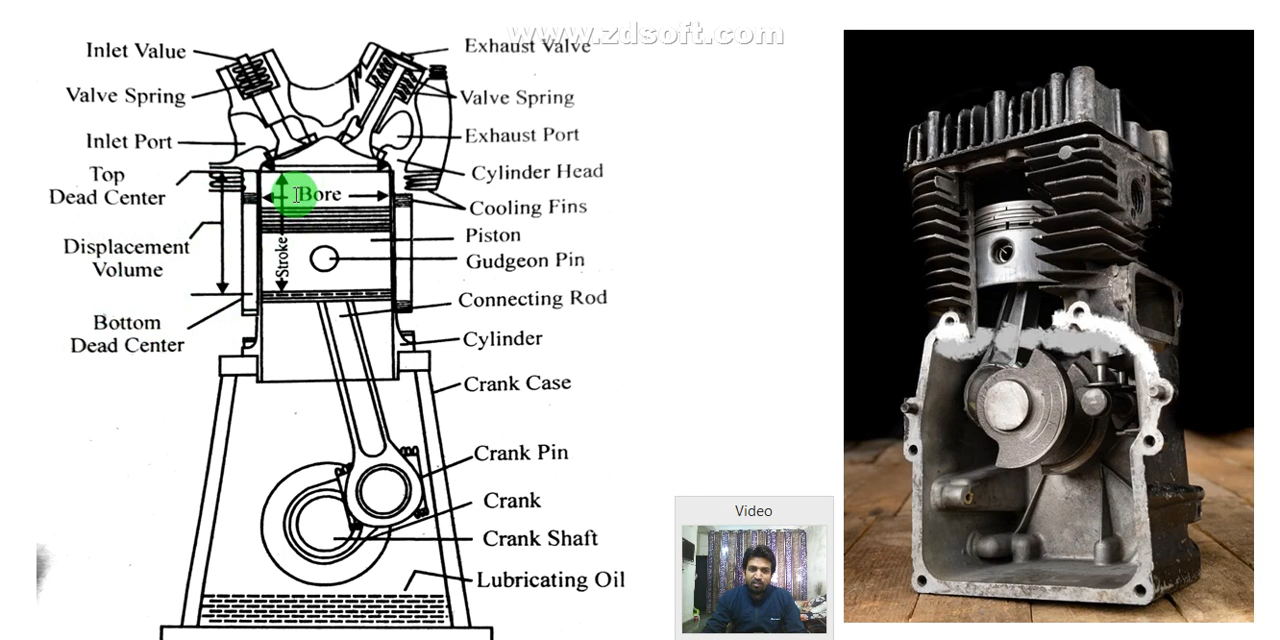 www.zdsoft.com
Inlet Value
Valve Spring
Inlet Port
Top
Dead Center
Displacement
Volume
Bottom
Dead Center
Bore
Stroke
Exhaust Valve
Valve Spring
Exhaust Port
Cylinder Head
Cooling Fins
Piston
Gudgeon Pin
Connecting Rod
Cylinder
Crank Case
Crank Pin
Crank
Crank Shaft
Lubricating Oil
Video